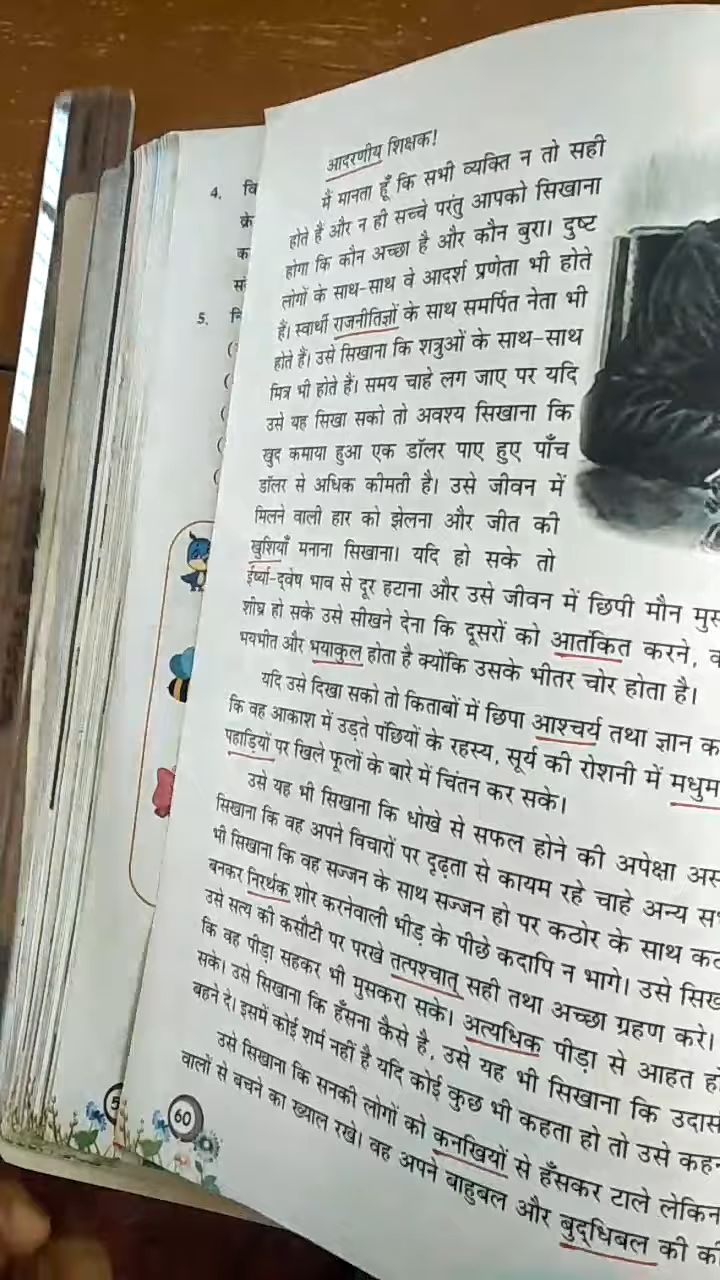 4. वि
क्रे
क
सं
5. नि
आदरणीय शिक्षक!
मैं मानता हूँ कि सभी व्यक्ति न तो सही
होते हैं और न ही सच्चे परंतु आपको सिखाना
होगा कि कौन अच्छा है और कौन बुरा। दुष्ट
लोगों के साथ-साथ वे आदर्श प्रणेता भी होते
हैं। स्वार्थी राजनीतिज्ञों के साथ समर्पित नेता भी
होते हैं। उसे सिखाना कि शत्रुओं के साथ-साथ
मित्र भी होते हैं। समय चाहे लग जाए पर यदि
उसे यह सिखा सको तो अवश्य सिखाना कि
खुद कमाया हुआ एक डॉलर पाए हुए पाँच
डॉलर से अधिक कीमती है। उसे जीवन में
मिलने वाली हार को झेलना और जीत की
खुशियाँ मनाना सिखाना। यदि हो सके तो
ईर्ष्या-द्वेष भाव से दूर हटाना और उसे जीवन में छिपी मौन मुस
शीघ्र हो सके उसे सीखने देना कि दूसरों को आतंकित करने,
भयभीत और भयाकुल होता है क्योंकि उसके भीतर चोर होता है।
यदि उसे दिखा सको तो किताबों में छिपा आश्चर्य तथा ज्ञान का
कि वह आकाश में उड़ते पंछियों के रहस्य, सूर्य की रोशनी में मधुम
पहाड़ियों पर खिले फूलों के बारे में चिंतन कर सके।
उसे यह भी सिखाना कि धोखे से सफल होने की अपेक्षा अस
सिखाना कि वह अपने विचारों पर दृढ़ता से कायम रहे चाहे अन्य स
भी सिखाना कि वह सज्जन के साथ सज्जन हो पर कठोर के साथ कठ
बनकर निरर्थक शोर करनेवाली भीड़ के पीछे कदापि न भागे। उसे सिख
उसे सत्य की कसौटी पर परखे तत्पश्चात् सही तथा अच्छा ग्रहण करे।
कि वह पीड़ा सहकर भी मुसकरा सके। अत्यधिक पीड़ा से आहत हो
सके। उसे सिखाना कि हँसना कैसे है, उसे यह भी सिखाना कि उदास
बहने दे। इसमें कोई शर्म नहीं है यदि कोई कुछ भी कहता हो तो उसे कहन
उसे सिखाना कि सनकी लोगों को कनखियों से हँसकर टाले लेकिन
वालों से बचने का ख्याल रखे। वह अपने बाहुबल और बुद्धिबल की की
5
60